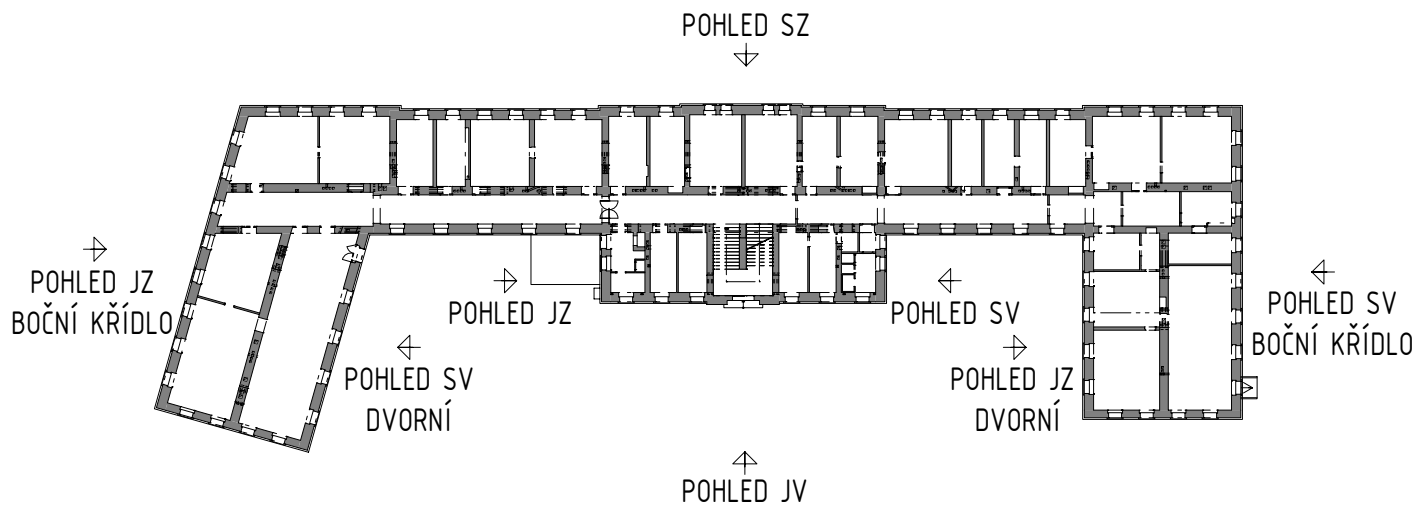 POHLED SZ
POHLED JZ
BOČNÍ KŘÍDLO
POHLED JZ
POHLED SV
DVORNÍ
POHLED SV
POHLED JZ
DVORNÍ
POHLED SV
BOČNÍ KŘÍDLO
POHLED JV